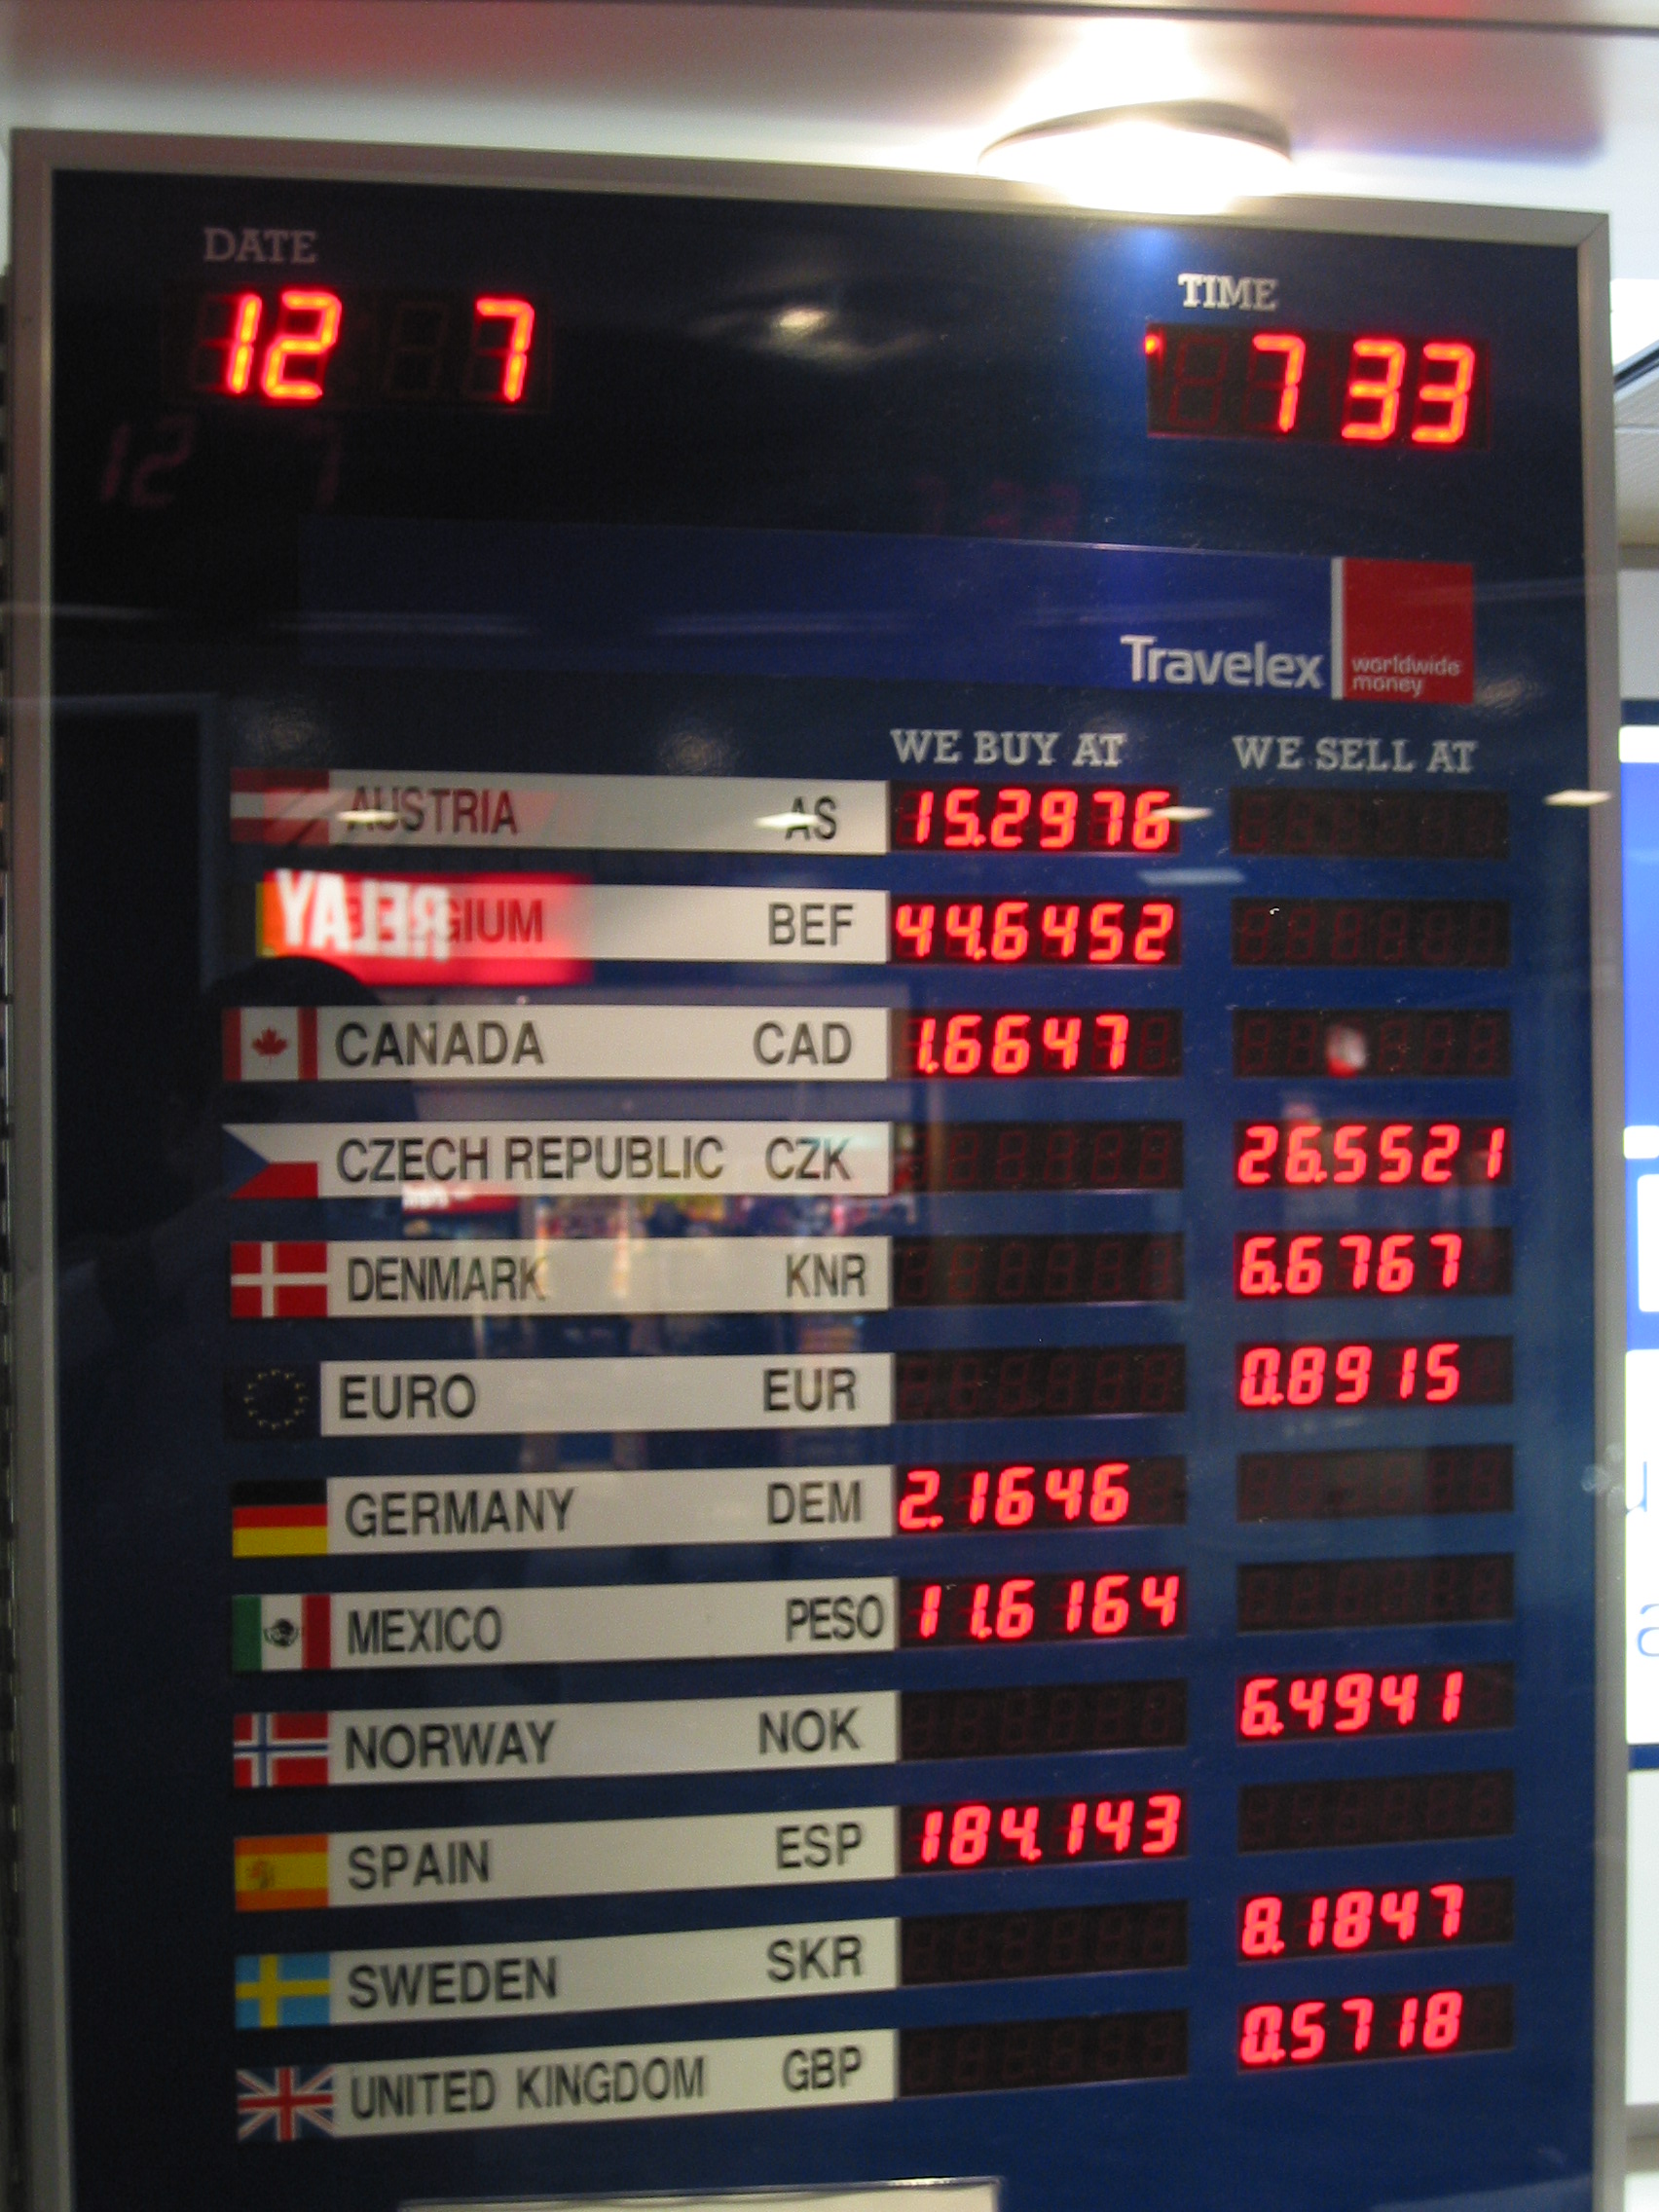 DATE
TIME
12 7
7 33
Travelex worldwide
money
WE BUY AT WE SELL AT
AUSTRIA AS 15.2976
BELGIUM BEF 44.6452
RELAY
CANADA CAD 1.6647
CZECH REPUBLIC CZK 26.5521
DENMARK KNR 6.6767
EURO EUR 0.8915
GERMANY DEM 2.1646
MEXICO PESO 11.6164
NORWAY NOK 6.4941
SPAIN ESP 184.143
SWEDEN SKR 8.1847
UNITED KINGDOM GBP 0.5718